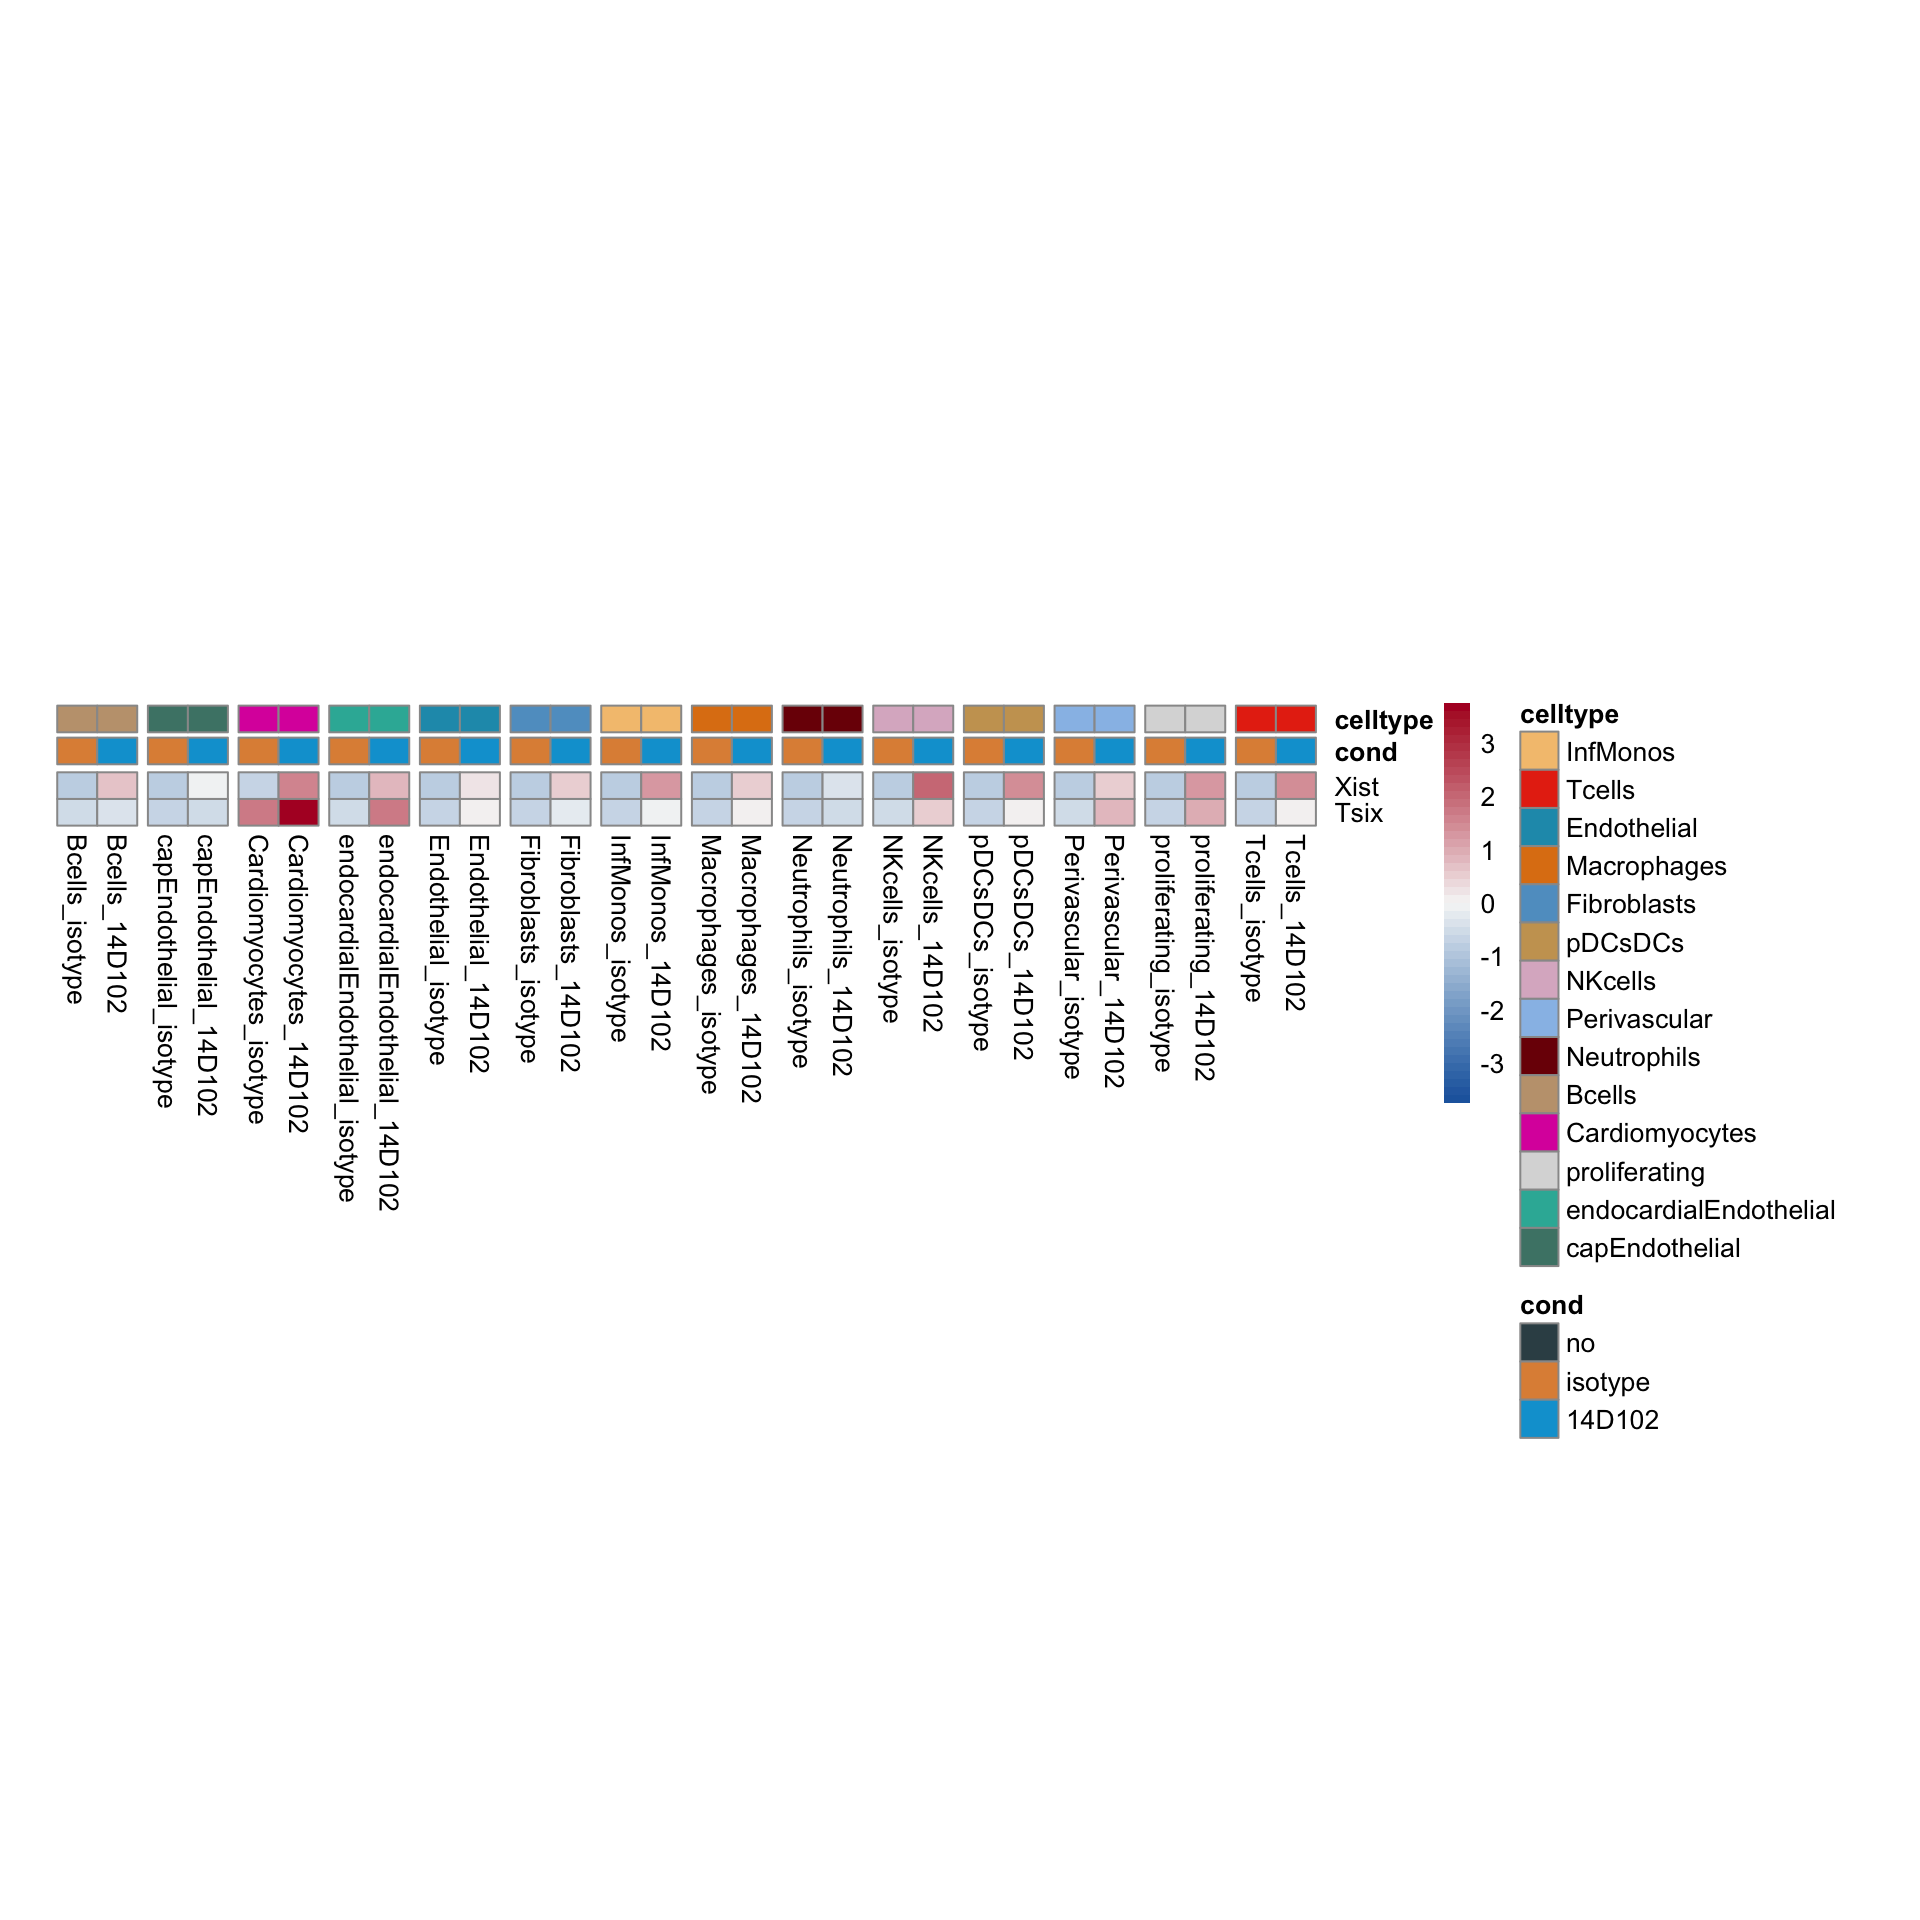 celltype
cond
Xist
Tsix
Bcells_isotype
Bcells_14D102
capEndothelial_isotype
capEndothelial_14D102
Cardiomyocytes_isotype
Cardiomyocytes_14D102
endocardialEndothelial_isotype
endocardialEndothelial_14D102
Endothelial_isotype
Endothelial_14D102
Fibroblasts_isotype
Fibroblasts_14D102
InfMonos_isotype
InfMonos_14D102
Macrophages_isotype
Macrophages_14D102
Neutrophils_isotype
Neutrophils_14D102
NKcells_isotype
NKcells_14D102
pDCsDCs_isotype
pDCsDCs_14D102
Perivascular_isotype
Perivascular_14D102
proliferating_isotype
proliferating_14D102
Tcells_isotype
Tcells_14D102
3
2
1
0
-1
-2
-3
celltype
InfMonos
Tcells
Endothelial
Macrophages
Fibroblasts
pDCsDCs
NKcells
Perivascular
Neutrophils
Bcells
Cardiomyocytes
proliferating
endocardialEndothelial
capEndothelial
cond
no
isotype
14D102